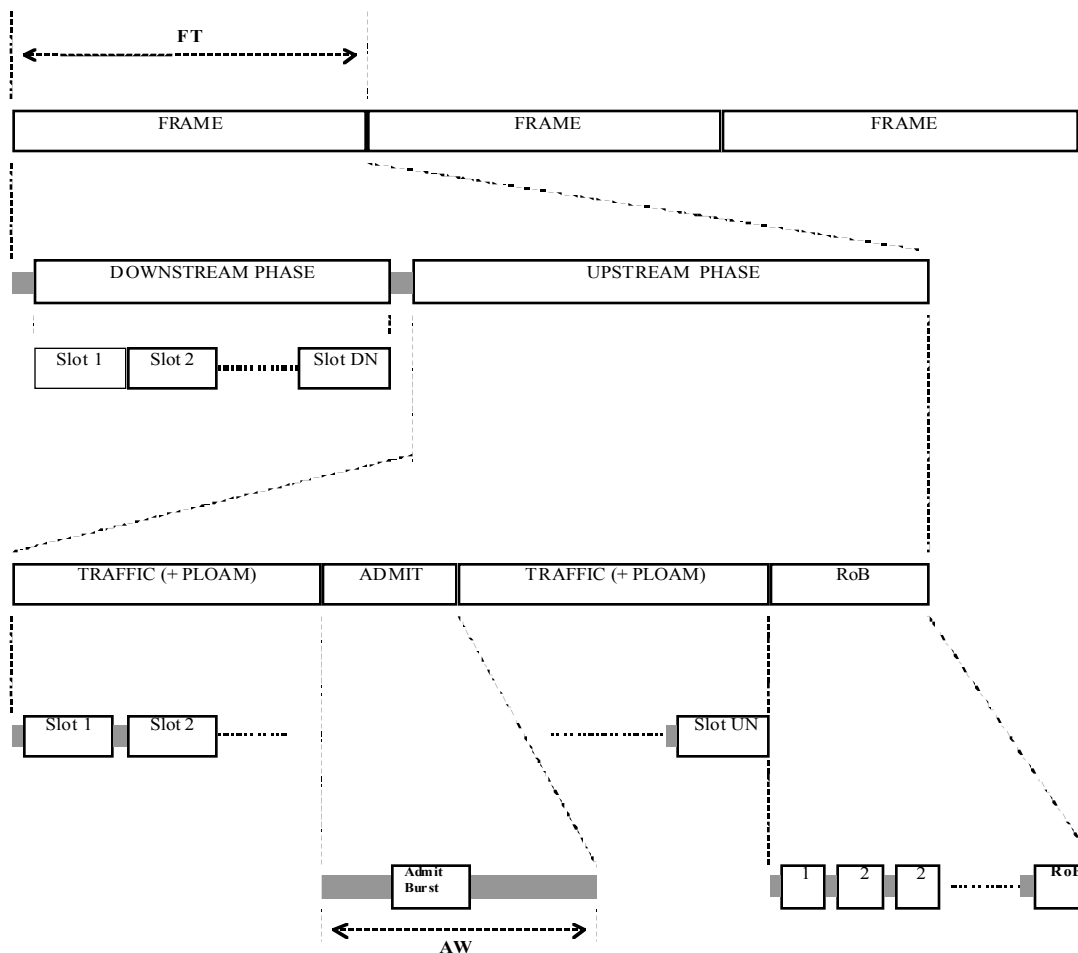 FT
FRAME FRAME FRAME
DOWNSTREAM PHASE UPSTREAM PHASE
Slot 1 Slot 2 Slot DN
TRAFFIC (+ PLOAM) ADMIT TRAFFIC (+ PLOAM) RoB
Slot 1 Slot 2 Slot UN
Admit
Burst
1 2 2 RoB
AW